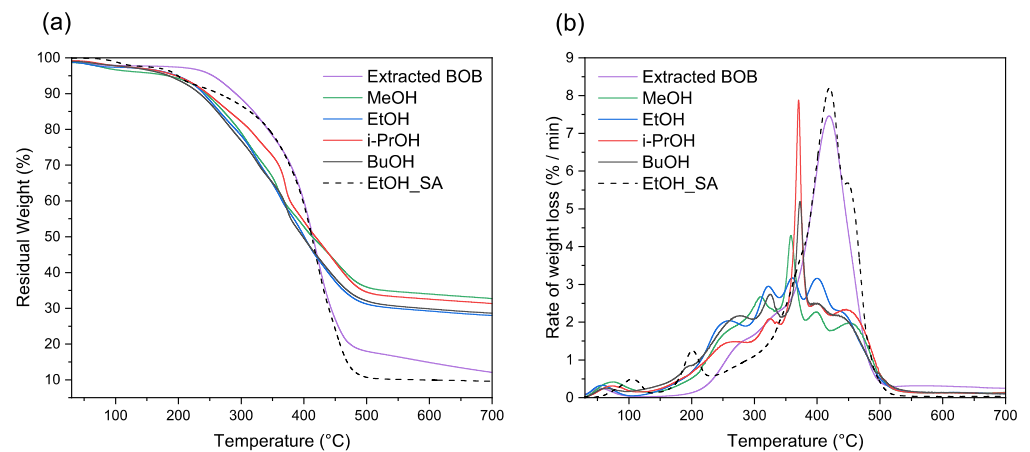 (a)
100
90
80
70
60
50
40
30
20
10
Residual Weight (%)
Extracted BOB
MeOH
EtOH
i-PrOH
BuOH
EtOH_SA
100 200 300 400 500 600 700
Temperature (°C)
(b)
9
8
7
6
5
4
3
2
1
0
Rate of weight loss (% / min)
Extracted BOB
MeOH
EtOH
i-PrOH
BuOH
EtOH_SA
100 200 300 400 500 600 700
Temperature (°C)